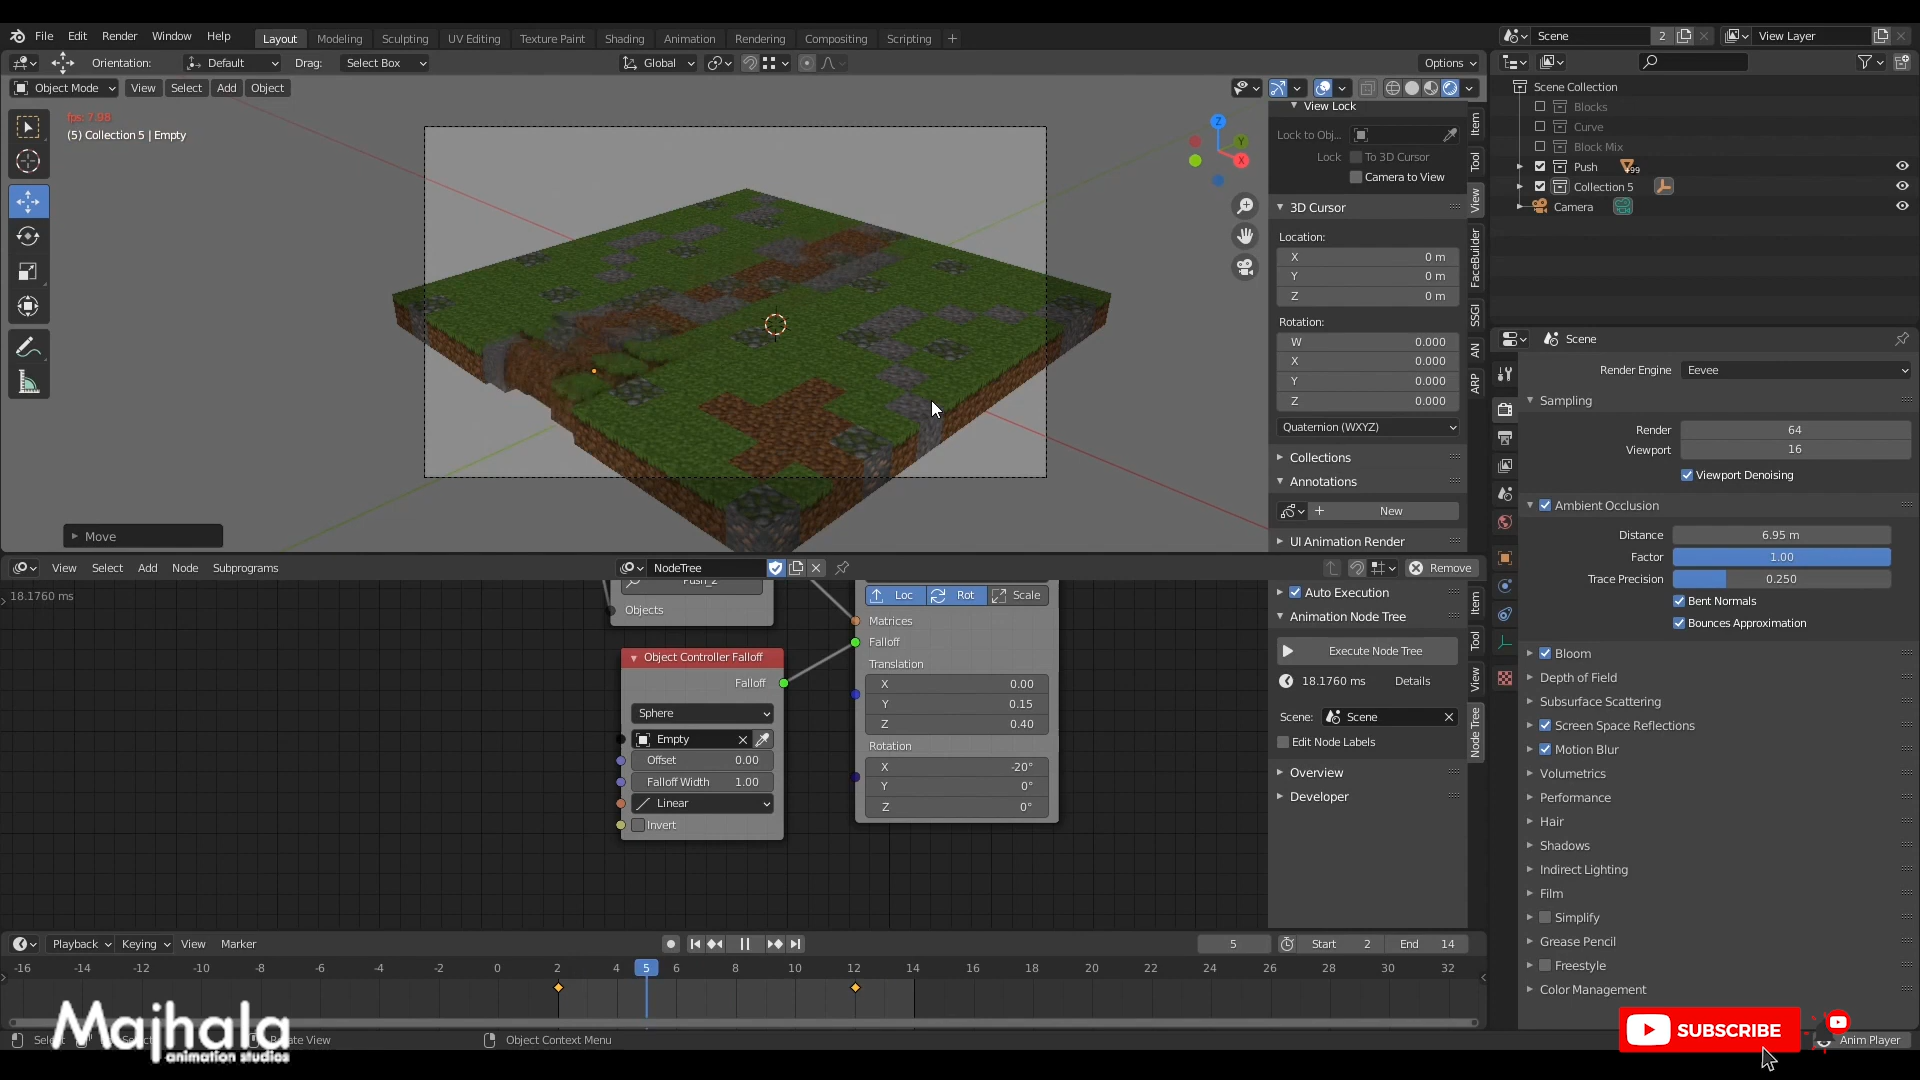 File Edit Render Window Help
Layout Modeling Sculpting UV Editing Texture Paint Shading Animation Rendering Compositing Scripting
Scene 2 View Layer
Orientation: Default Drag: Select Box Global Options
Object Mode View Select Add Object
fps: 7.98
(5) Collection 5 | Empty
Z
Y
X
View Lock
Lock to Obj...
Lock To 3D Cursor
Camera to View
3D Cursor
Location:
X 0 m
Y 0 m
Z 0 m
Rotation:
W 0.000
X 0.000
Y 0.000
Z 0.000
Quaternion (WXYZ)
Collections
Annotations
New
UI Animation Render
Item
Tool
View
FaceBuilder
SSGI
AN
ARP
Scene Collection
Blocks
Curve
Block Mix
Push
Collection 5
Camera
Scene
Render Engine Eevee
Sampling
Render 64
Viewport 16
Viewport Denoising
Ambient Occlusion
Distance 6.95 m
Factor 1.00
Trace Precision 0.250
Bent Normals
Bounces Approximation
Bloom
Depth of Field
Subsurface Scattering
Screen Space Reflections
Motion Blur
Volumetrics
Performance
Hair
Shadows
Indirect Lighting
Film
Simplify
Grease Pencil
Freestyle
Color Management
Move
View Select Add Node Subprograms NodeTree Remove
18.1760 ms
Push_2
Objects
Object Controller Falloff
Falloff
Sphere
Empty
Offset 0.00
Falloff Width 1.00
Linear
Invert
Loc Rot Scale
Matrices
Falloff
Translation
X 0.00
Y 0.15
Z 0.40
Rotation
X -20°
Y 0°
Z 0°
Auto Execution
Animation Node Tree
Execute Node Tree
18.1760 ms Details
Scene: Scene
Edit Node Labels
Overview
Developer
Item
Tool
View
Node Tree
Playback Keying View Marker 5 Start 2 End 14
-16 -14 -12 -10 -8 -6 -4 -2 0 2 4 5 6 8 10 12 14 16 18 20 22 24 26 28 30 32
Majhala
animation studios
Object Context Menu
SUBSCRIBE
Anim Player